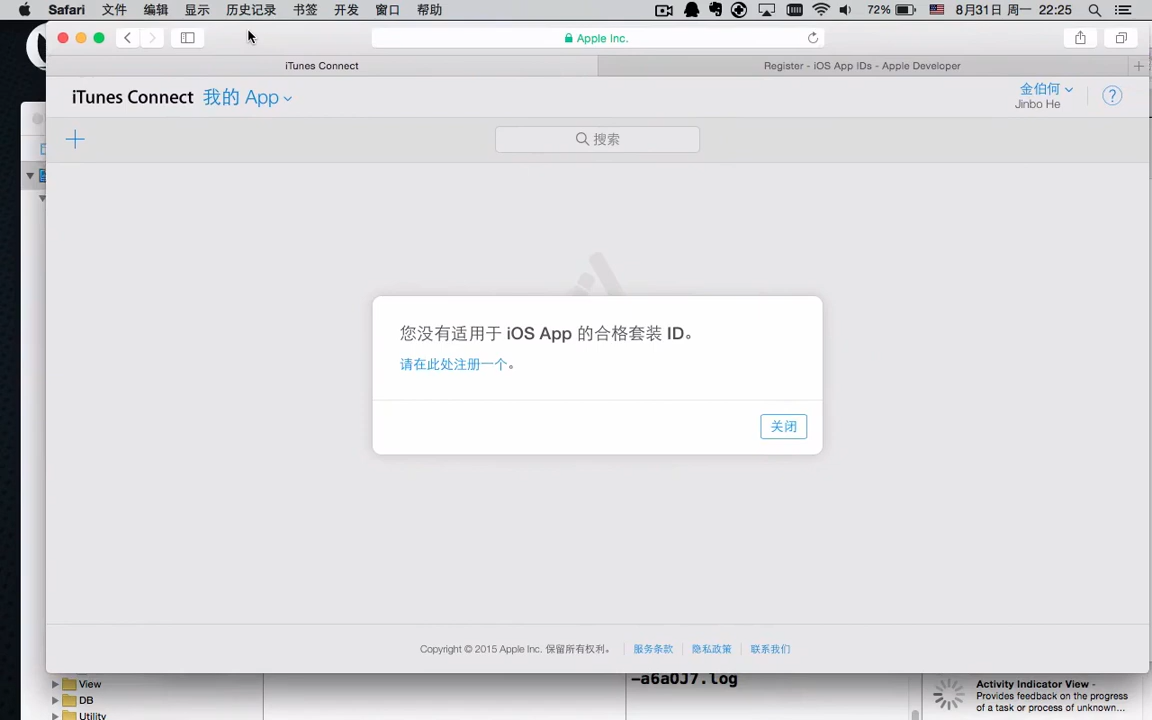 Safari 文件 编辑 显示 历史记录 书签 开发 窗口 帮助 72% 8月31日 周一 22:25
Apple Inc.
iTunes Connect Register - iOS App IDs - Apple Developer
iTunes Connect 我的 App 金伯何
Jinbo He
?
搜索
您没有适用于 iOS App 的合格套装 ID。
请在此处注册一个。
关闭
Copyright © 2015 Apple Inc. 保留所有权利。 服务条款 隐私政策 联系我们
View
DB
Utility
-a6a0J7.log
Activity Indicator View -
Provides feedback on the progress
of a task or process of unknown...